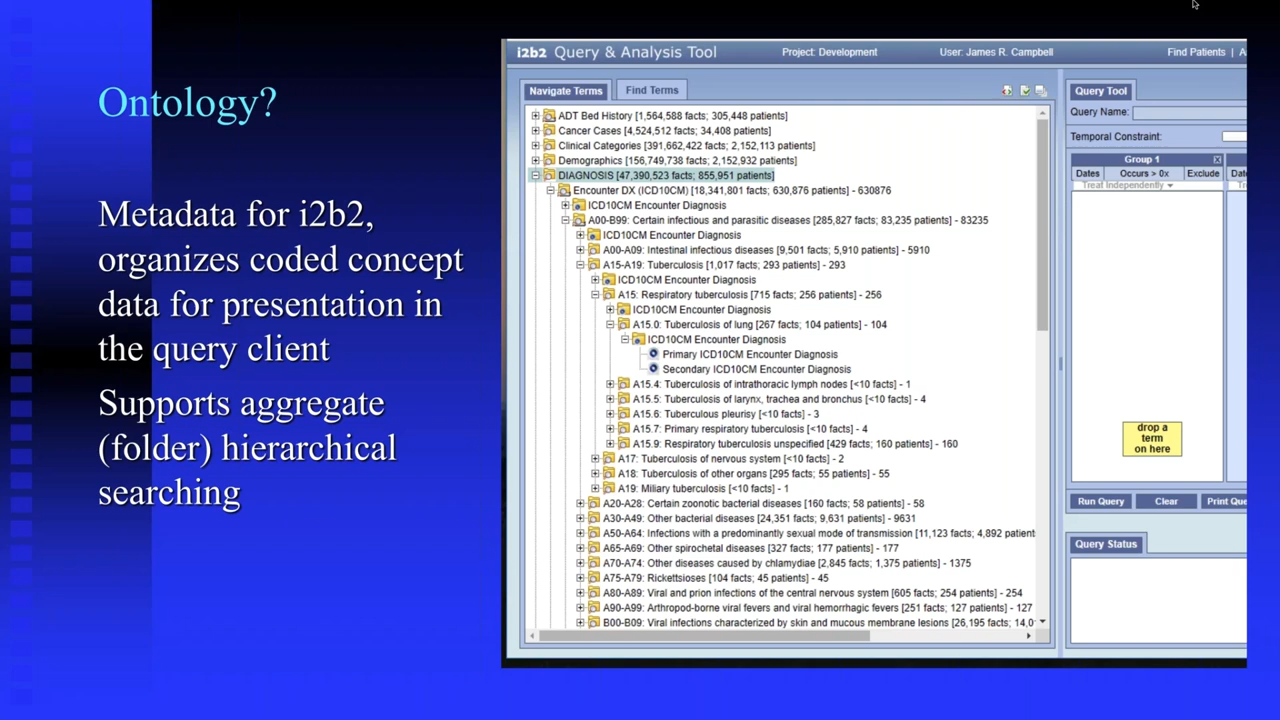 Ontology?
Metadata for i2b2,
organizes coded concept
data for presentation in
the query client
Supports aggregate
(folder) hierarchical
searching
i2b2 Query & Analysis Tool
Project: Development
User: James R. Campbell
Find Patients | A
Navigate Terms
Find Terms
ADT Bed History [1,564,588 facts; 305,448 patients]
Cancer Cases [4,524,512 facts; 34,408 patients]
Clinical Categories [391,662,422 facts; 2,152,113 patients]
Demographics [156,749,738 facts; 2,152,932 patients]
DIAGNOSIS [47,390,523 facts; 855,951 patients]
Encounter DX (ICD10CM) [18,341,801 facts; 630,876 patients] - 630876
ICD10CM Encounter Diagnosis
A00-B99: Certain infectious and parasitic diseases [285,827 facts; 83,235 patients] - 83235
ICD10CM Encounter Diagnosis
A00-A09: Intestinal infectious diseases [9,501 facts; 5,910 patients] - 5910
A15-A19: Tuberculosis [1,017 facts; 293 patients] - 293
ICD10CM Encounter Diagnosis
A15: Respiratory tuberculosis [715 facts; 256 patients] - 256
ICD10CM Encounter Diagnosis
A15.0: Tuberculosis of lung [267 facts; 104 patients] - 104
ICD10CM Encounter Diagnosis
Primary ICD10CM Encounter Diagnosis
Secondary ICD10CM Encounter Diagnosis
A15.4: Tuberculosis of intrathoracic lymph nodes [<10 facts] - 1
A15.5: Tuberculosis of larynx, trachea and bronchus [<10 facts] - 4
A15.6: Tuberculous pleurisy [<10 facts] - 3
A15.7: Primary respiratory tuberculosis [<10 facts] - 4
A15.9: Respiratory tuberculosis unspecified [429 facts; 160 patients] - 160
A17: Tuberculosis of nervous system [<10 facts] - 2
A18: Tuberculosis of other organs [295 facts; 55 patients] - 55
A19: Miliary tuberculosis [<10 facts] - 1
A20-A28: Certain zoonotic bacterial diseases [160 facts; 58 patients] - 58
A30-A49: Other bacterial diseases [24,351 facts; 9,631 patients] - 9631
A50-A64: Infections with a predominantly sexual mode of transmission [11,123 facts; 4,892 patient
A65-A69: Other spirochetal diseases [327 facts; 177 patients] - 177
A70-A74: Other diseases caused by chlamydiae [2,845 facts; 1,375 patients] - 1375
A75-A79: Rickettsioses [104 facts; 45 patients] - 45
A80-A89: Viral and prion infections of the central nervous system [605 facts; 254 patients] - 254
A90-A99: Arthropod-borne viral fevers and viral hemorrhagic fevers [251 facts; 127 patients] - 127
B00-B09: Viral infections characterized by skin and mucous membrane lesions [26,195 facts; 14,0
Query Tool
Query Name:
Temporal Constraint:
Group 1
X
Dates
Occurs > 0x
Exclude
Date
Treat Independently
drop a
term
on here
Run Query
Clear
Print Que
Query Status